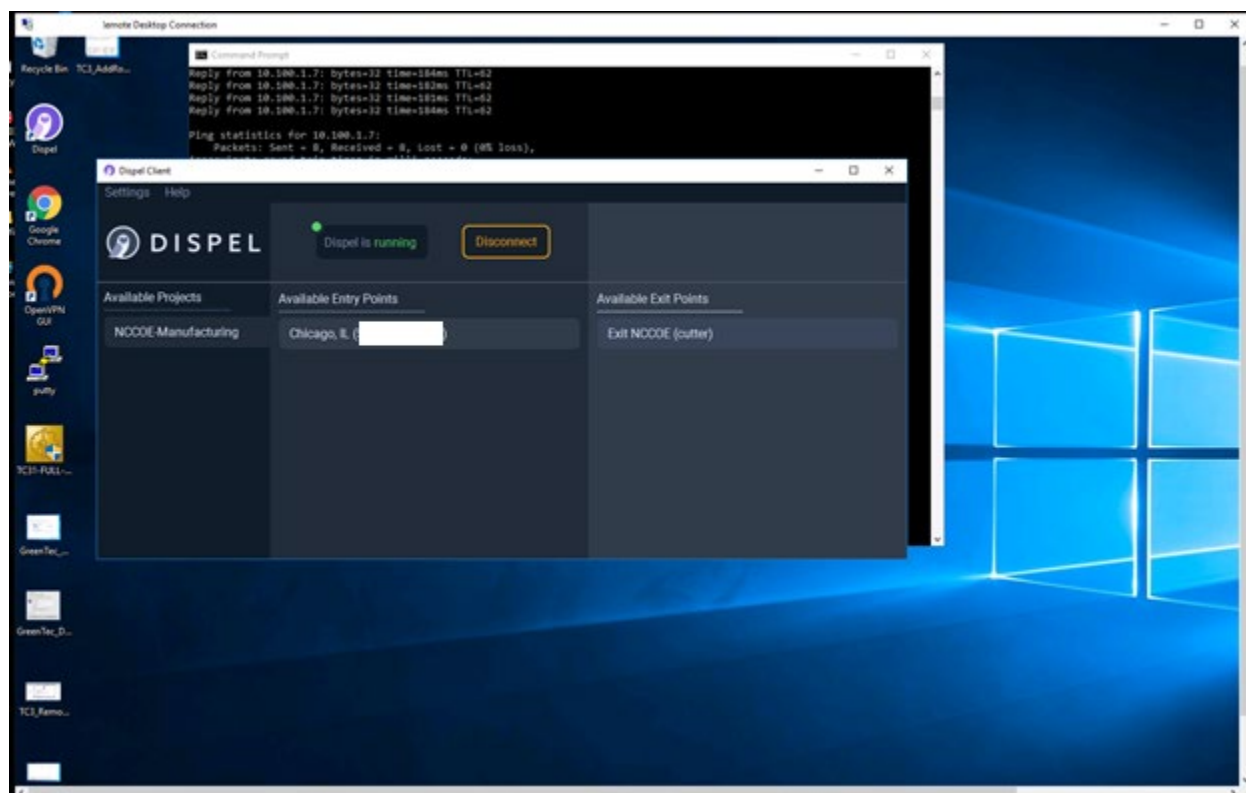 emote Desktop Connection
Recycle Bin
TC3_AddRo...
Command Prompt
Reply from 10.100.1.7: bytes=32 time=184ms TTL=62
Reply from 10.100.1.7: bytes=32 time=182ms TTL=62
Reply from 10.100.1.7: bytes=32 time=181ms TTL=62
Reply from 10.100.1.7: bytes=32 time=184ms TTL=62
Ping statistics for 10.100.1.7:
Packets: Sent = 8, Received = 8, Lost = 0 (0% loss),
Dispel
Dispel Client
Settings Help
DISPEL
Dispel is running
Disconnect
Available Projects
Available Entry Points
Available Exit Points
NCCOE-Manufacturing
Chicago, IL ( )
Exit NCCOE (cutter)
Google
Chrome
OpenVPN
GUI
putty
TC31-FULL-...
GreenTec_...
GreenTec_D...
TC3_Remo...